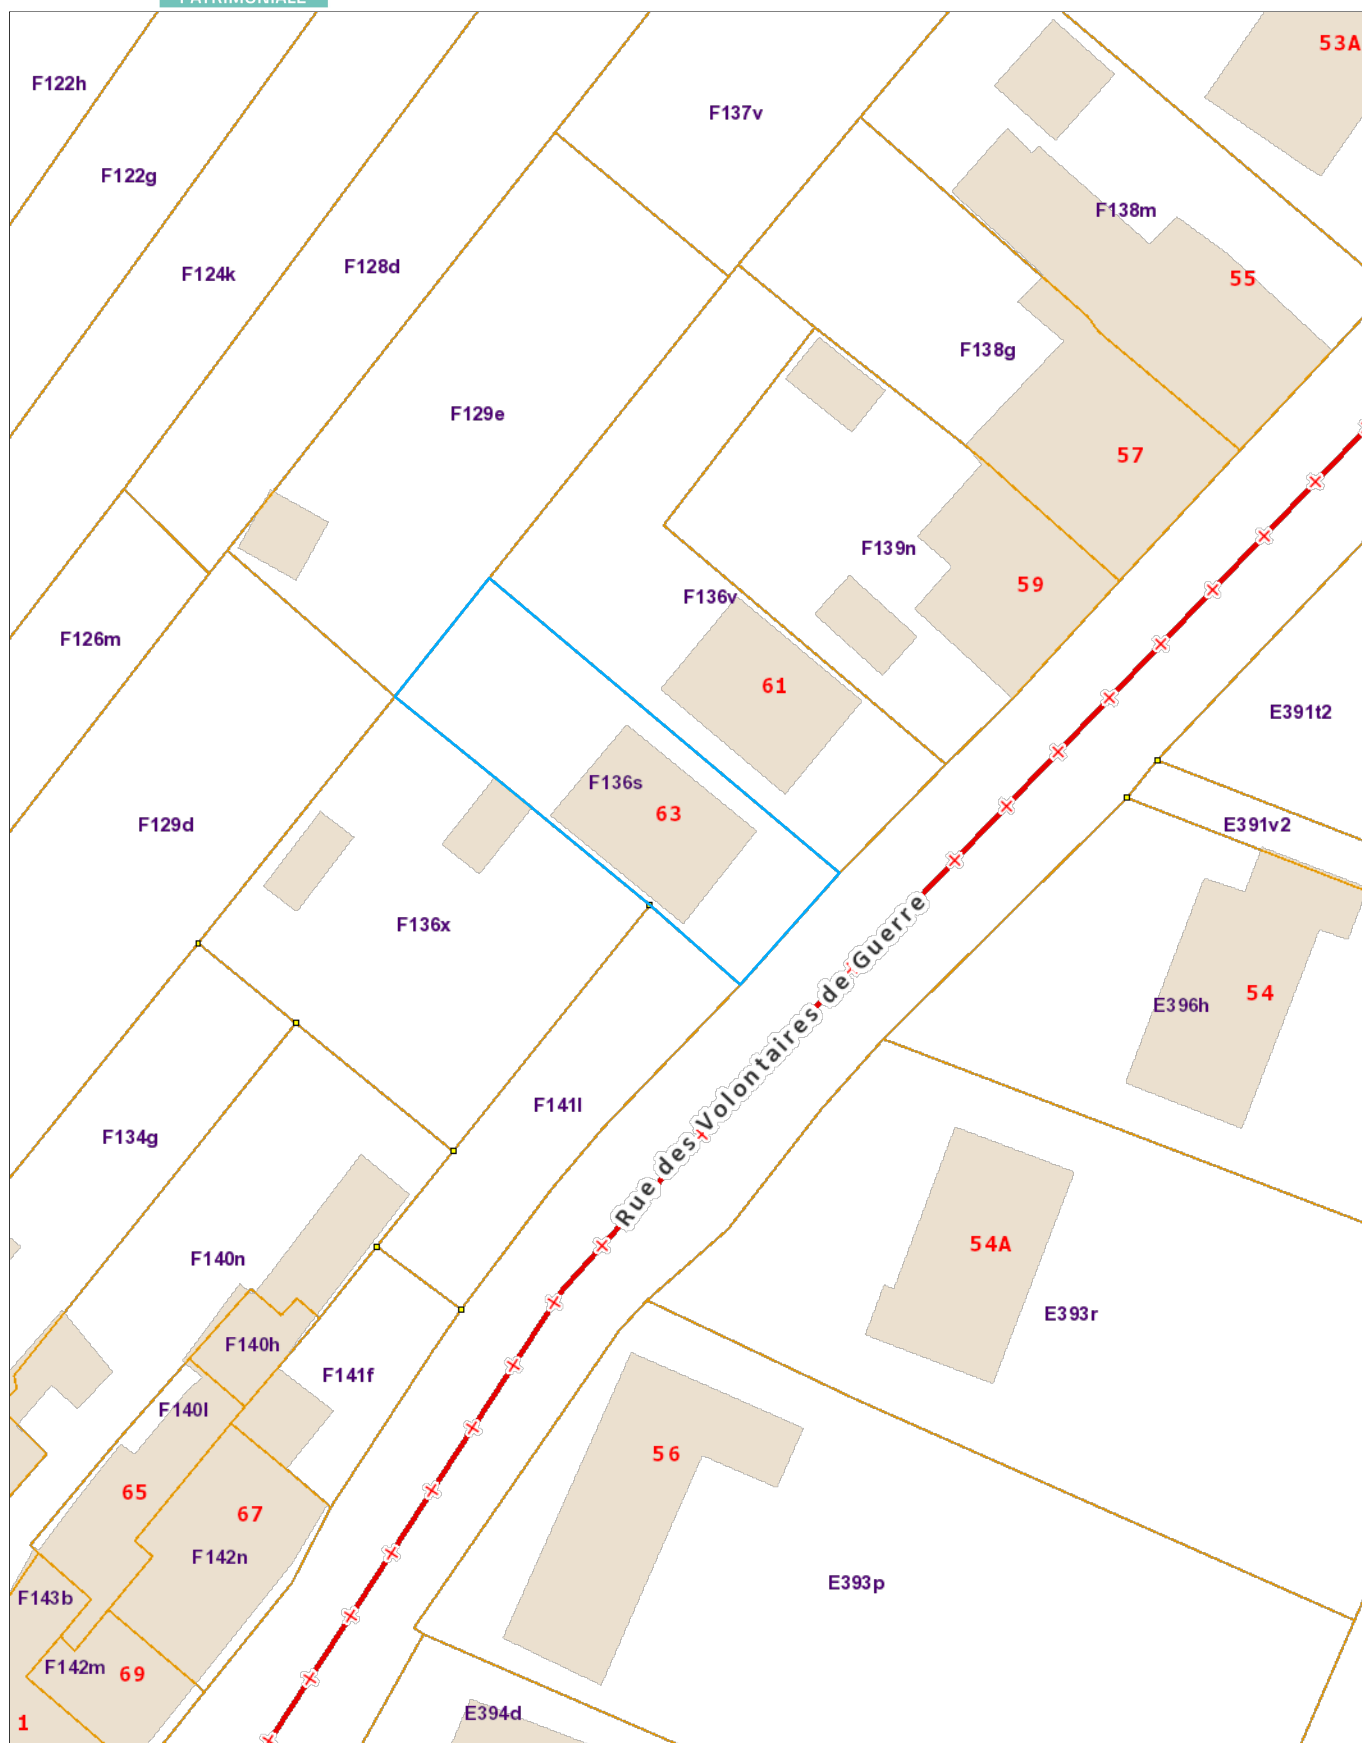 PATRIMONIALE
53A
F122h
F137v
F122g
F138m
F124k
F128d
55
F138g
F129e
57
F139n
59
F136v
F126m
61
E391t2
F136s
63
F129d
E391v2
F136x
54
E396h
Rue des Volontaires de Guerre
F141l
F134g
54A
F140n
E393r
F140h
F141f
F140l
56
65
67
F142n
E393p
F143b
F142m
69
E394d
1